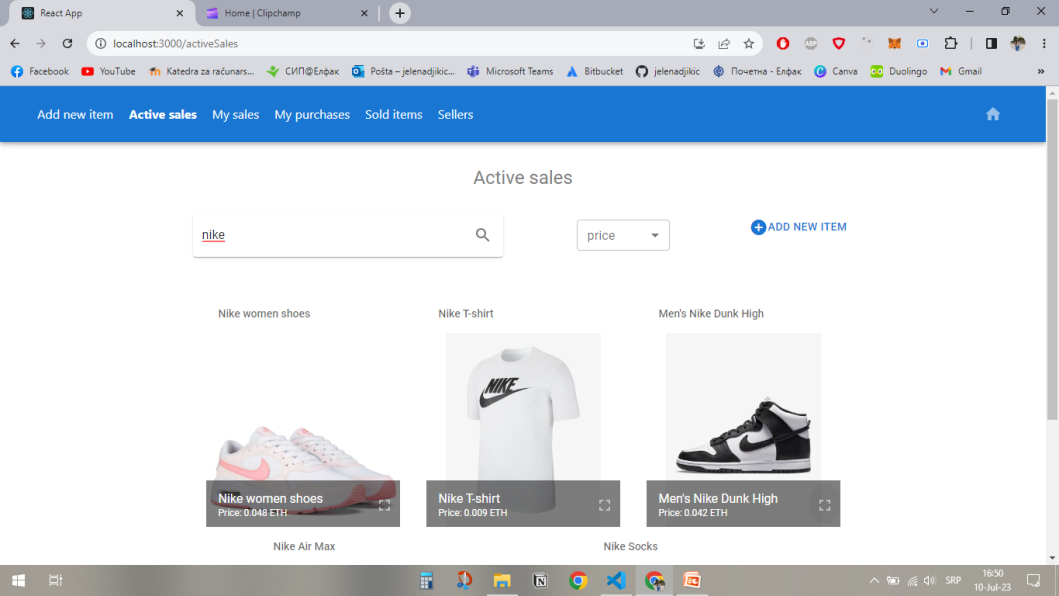 React App
Home | Clipchamp
localhost:3000/activeSales
Facebook YouTube Katedra za računars... СИП@Елфак Pošta – jelenadjikic... Microsoft Teams Bitbucket jelenadjikic Почетна - Елфак Canva Duolingo Gmail »
Add new item Active sales My sales My purchases Sold items Sellers
Active sales
nike
price
ADD NEW ITEM
Nike women shoes Nike T-shirt Men's Nike Dunk High
NIKE
Nike women shoes
Price: 0.048 ETH
Nike T-shirt
Price: 0.009 ETH
Men's Nike Dunk High
Price: 0.042 ETH
Nike Air Max Nike Socks
SRP
16:50
10-Jul-23